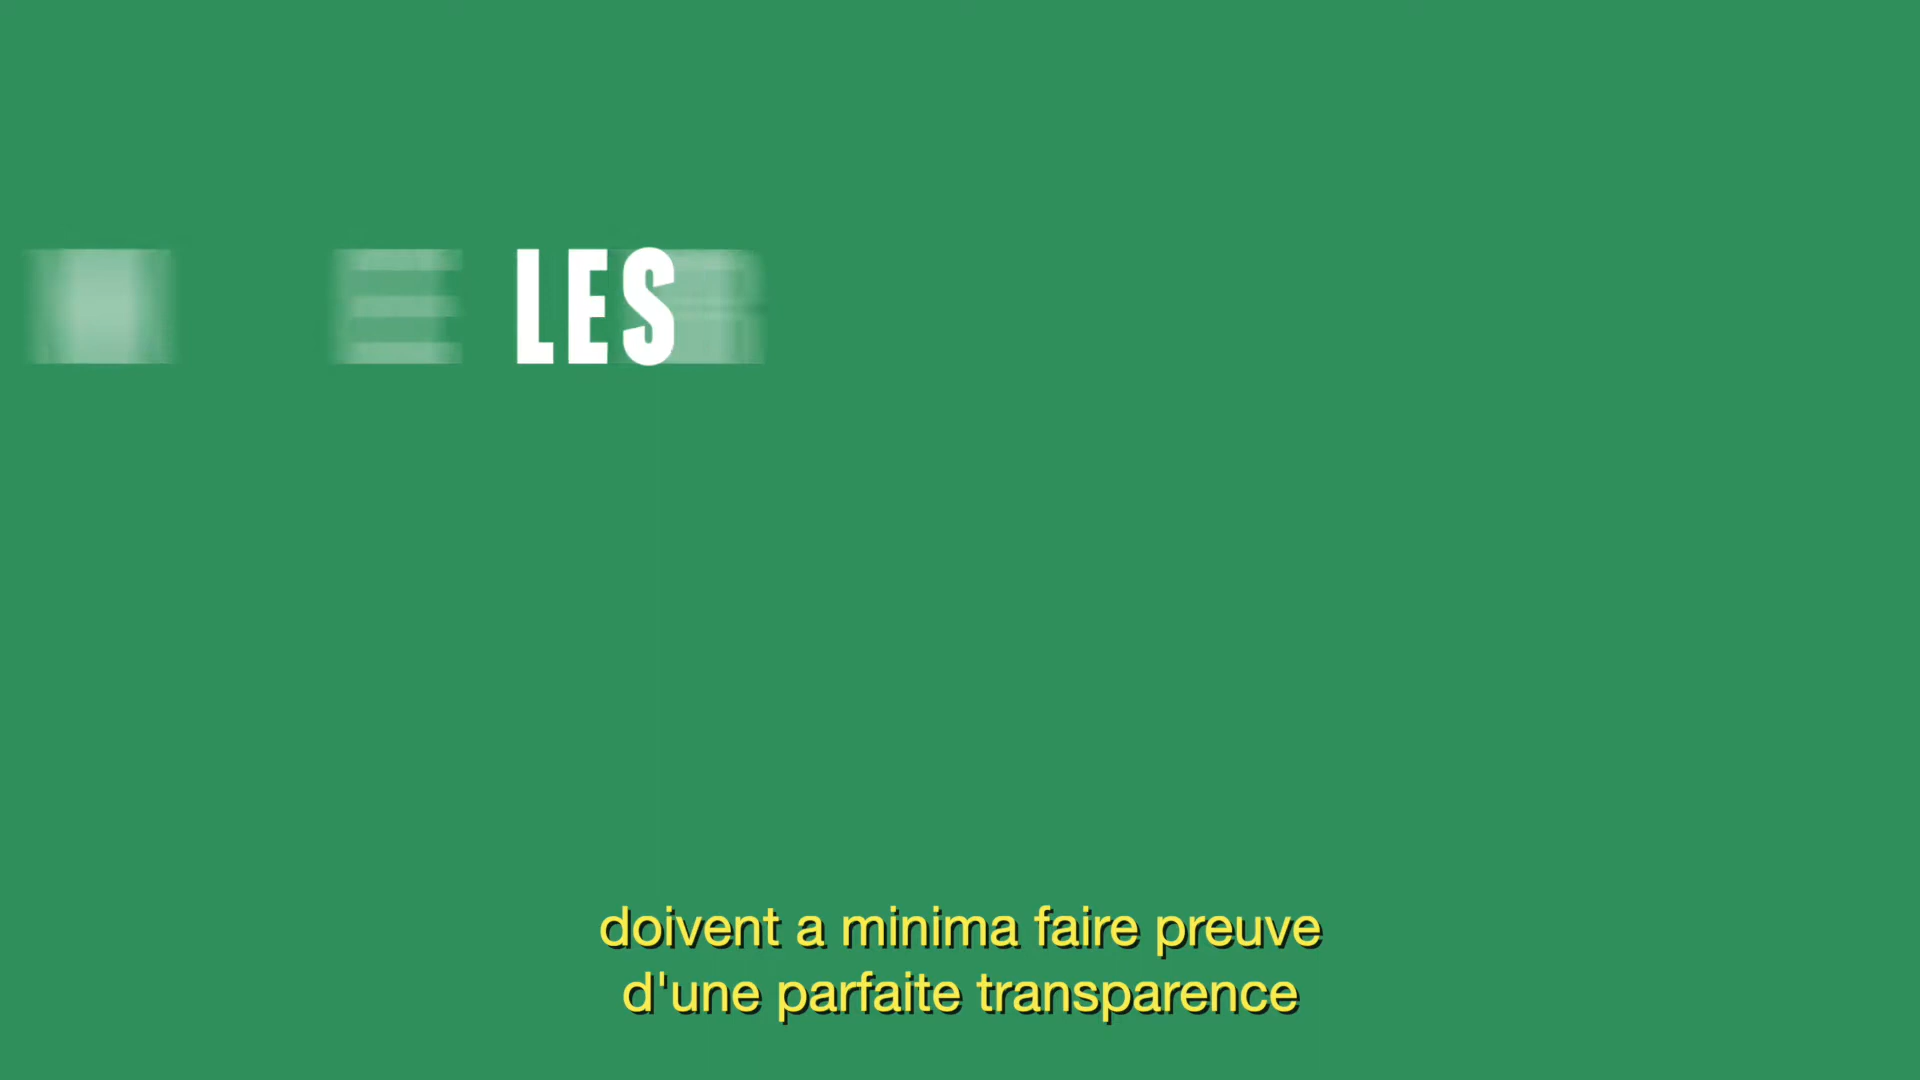 LES
doivent a minima faire preuve
d'une parfaite transparence